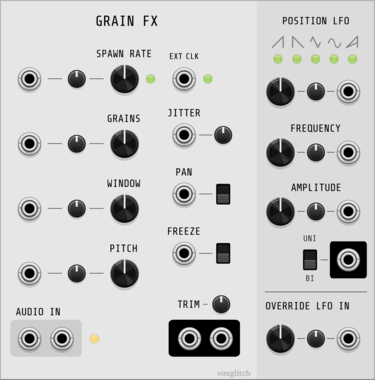 GRAIN FX
SPAWN RATE
EXT CLK
GRAINS
JITTER
WINDOW
PAN
PITCH
FREEZE
AUDIO IN
TRIM
voxglitch
POSITION LFO
FREQUENCY
AMPLITUDE
UNI
BI
OVERRIDE LFO IN